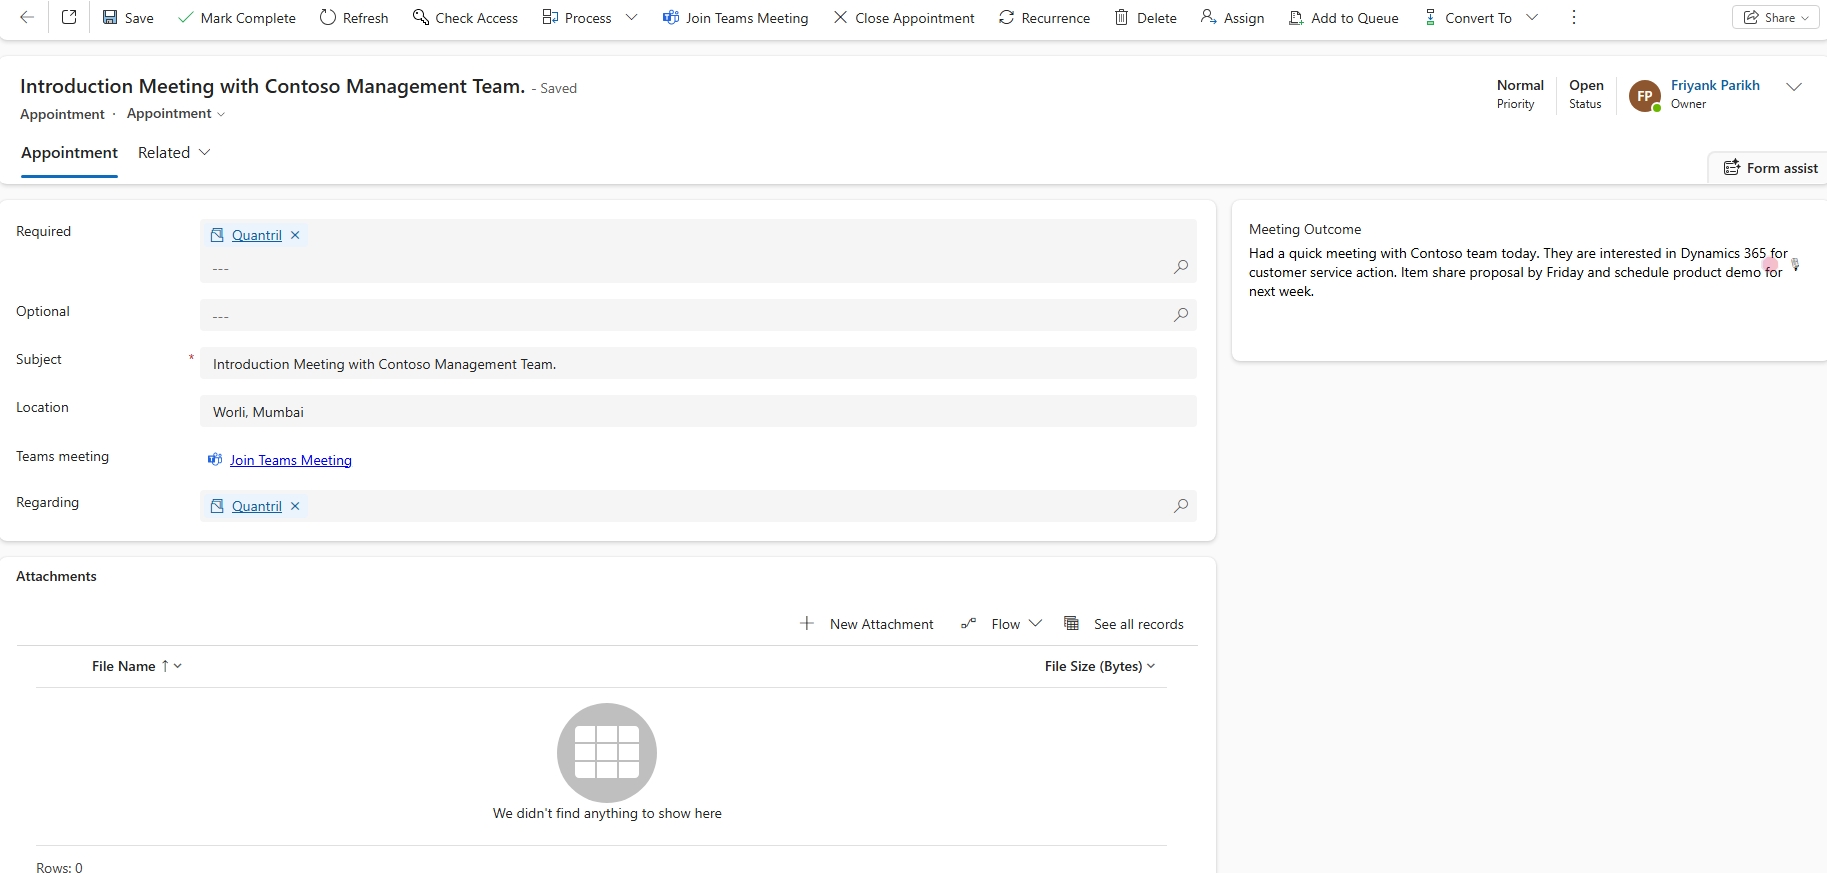 Save Mark Complete Refresh Check Access Process Join Teams Meeting Close Appointment Recurrence Delete Assign Add to Queue Convert To Share
Introduction Meeting with Contoso Management Team. - Saved
Appointment · Appointment
Normal
Priority
Open
Status
FP
Friyank Parikh
Owner
Appointment Related
Form assist
Required
Quantril
---
Optional
---
Subject *
Introduction Meeting with Contoso Management Team.
Location
Worli, Mumbai
Teams meeting
Join Teams Meeting
Regarding
Quantril
Meeting Outcome
Had a quick meeting with Contoso team today. They are interested in Dynamics 365 for
customer service action. Item share proposal by Friday and schedule product demo for
next week.
Attachments
New Attachment Flow See all records
File Name ↑ File Size (Bytes)
We didn't find anything to show here
Rows: 0